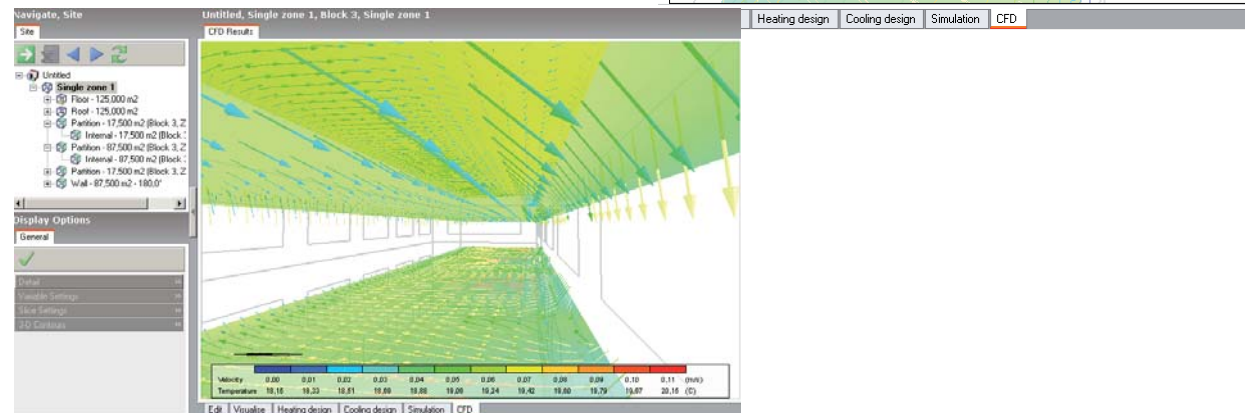 Navigate, Site
Site
Untitled
Single zone 1
Floor - 125,000 m2
Roof - 125,000 m2
Partition - 17,500 m2 (Block 3, Z
Internal - 17,500 m2 (Block
Partition - 87,500 m2 (Block 3, Z
Internal - 87,500 m2 (Block
Partition - 17,500 m2 (Block 3, Z
Wall - 87,500 m2 - 180,0°
Display Options
General
Detail
Variable Settings
Slice Settings
3-D Contours
Untitled, Single zone 1, Block 3, Single zone 1
CFD Results
Velocity 0,00 0,01 0,02 0,03 0,04 0,05 0,06 0,07 0,08 0,09 0,10 0,11 (m/s)
Temperature 18,15 18,33 18,51 18,69 18,88 19,06 19,24 19,42 19,60 19,79 19,97 20,15 (C)
Edit Visualise Heating design Cooling design Simulation CFD
Heating design Cooling design Simulation CFD